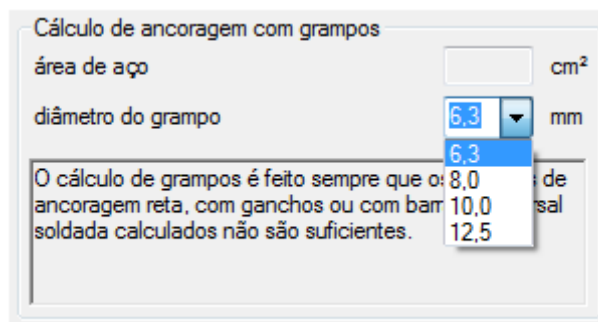 Cálculo de ancoragem com grampos
área de aço cm²
diâmetro do grampo 6,3 mm
6,3
8,0
10,0
12,5
O cálculo de grampos é feito sempre que de
ancoragem reta, com ganchos ou com
soldada calculados não são suficientes.